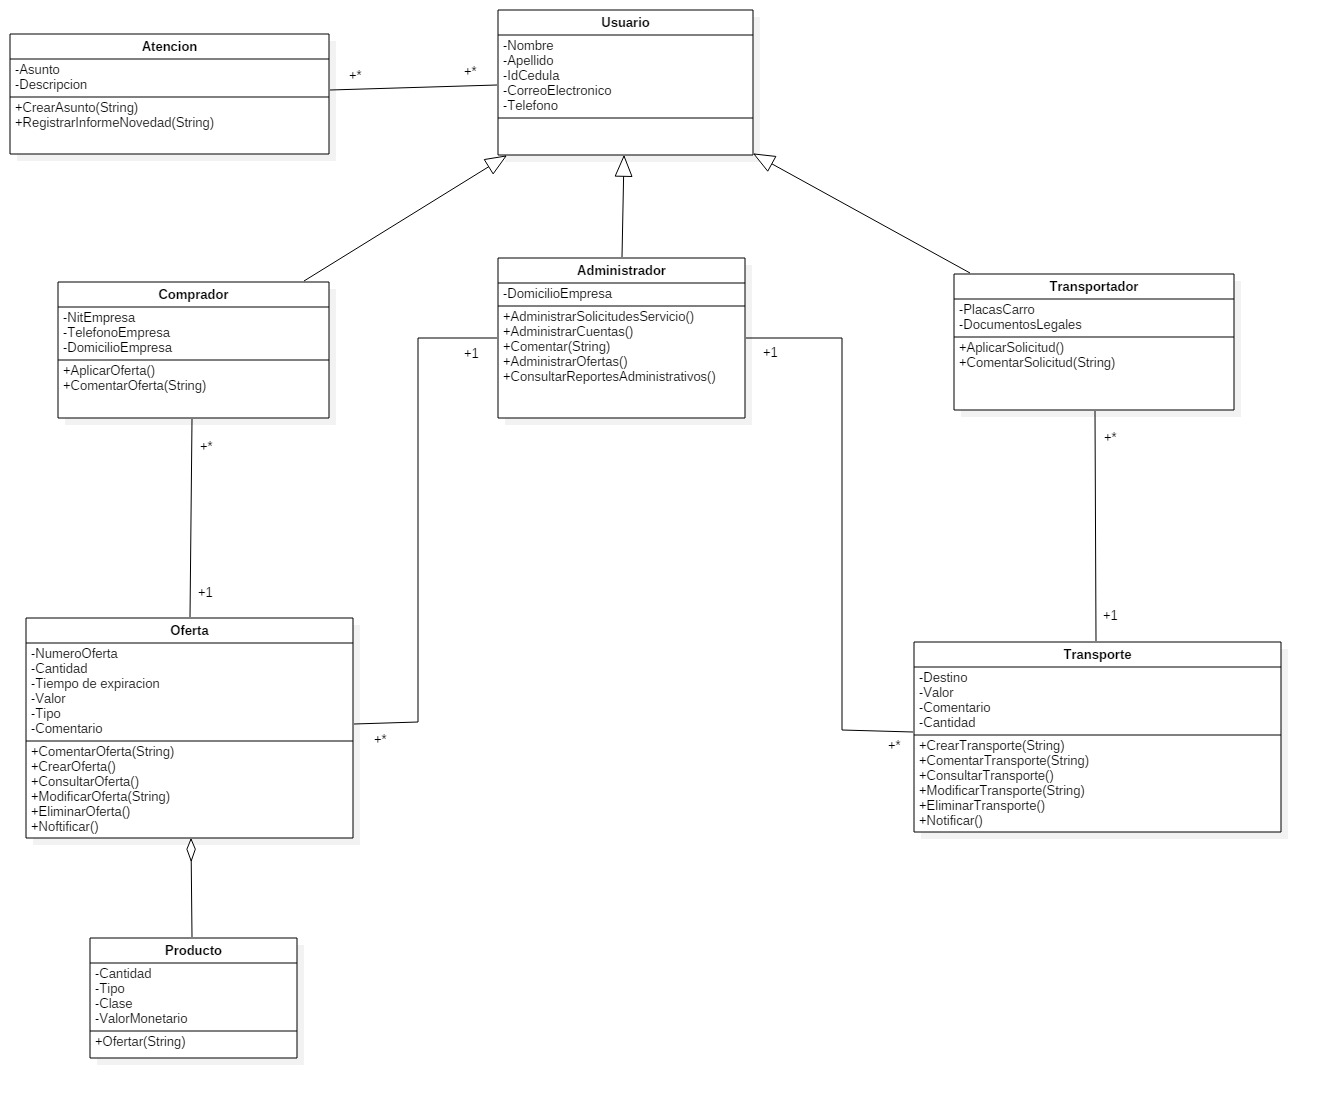 Atencion
-Asunto
-Descripcion
+CrearAsunto(String)
+RegistrarInformeNovedad(String)
+*
+*
Usuario
-Nombre
-Apellido
-IdCedula
-CorreoElectronico
-Telefono
Comprador
-NitEmpresa
-TelefonoEmpresa
-DomicilioEmpresa
+AplicarOferta()
+ComentarOferta(String)
Administrador
-DomicilioEmpresa
+AdministrarSolicitudesServicio()
+AdministrarCuentas()
+Comentar(String)
+AdministrarOfertas()
+ConsultarReportesAdministrativos()
Transportador
-PlacasCarro
-DocumentosLegales
+AplicarSolicitud()
+ComentarSolicitud(String)
+1
+1
+*
+*
+1
+1
Oferta
-NumeroOferta
-Cantidad
-Tiempo de expiracion
-Valor
-Tipo
-Comentario
+ComentarOferta(String)
+CrearOferta()
+ConsultarOferta()
+ModificarOferta(String)
+EliminarOferta()
+Noftificar()
+*
+*
Transporte
-Destino
-Valor
-Comentario
-Cantidad
+CrearTransporte(String)
+ComentarTransporte(String)
+ConsultarTransporte()
+ModificarTransporte(String)
+EliminarTransporte()
+Notificar()
Producto
-Cantidad
-Tipo
-Clase
-ValorMonetario
+Ofertar(String)